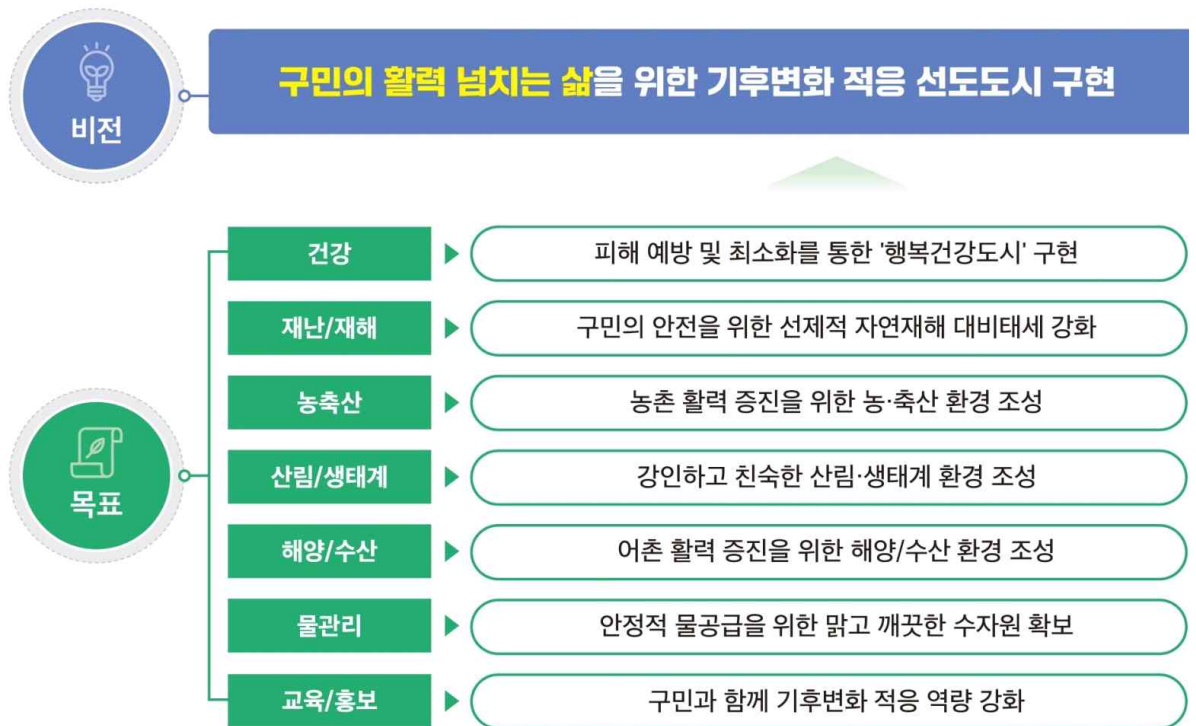 비전
구민의 활력 넘치는 삶을 위한 기후변화 적응 선도도시 구현
목표
건강
피해 예방 및 최소화를 통한 '행복건강도시' 구현
재난/재해
구민의 안전을 위한 선제적 자연재해 대비태세 강화
농축산
농촌 활력 증진을 위한 농·축산 환경 조성
산림/생태계
강인하고 친숙한 산림·생태계 환경 조성
해양/수산
어촌 활력 증진을 위한 해양/수산 환경 조성
물관리
안정적 물공급을 위한 맑고 깨끗한 수자원 확보
교육/홍보
구민과 함께 기후변화 적응 역량 강화